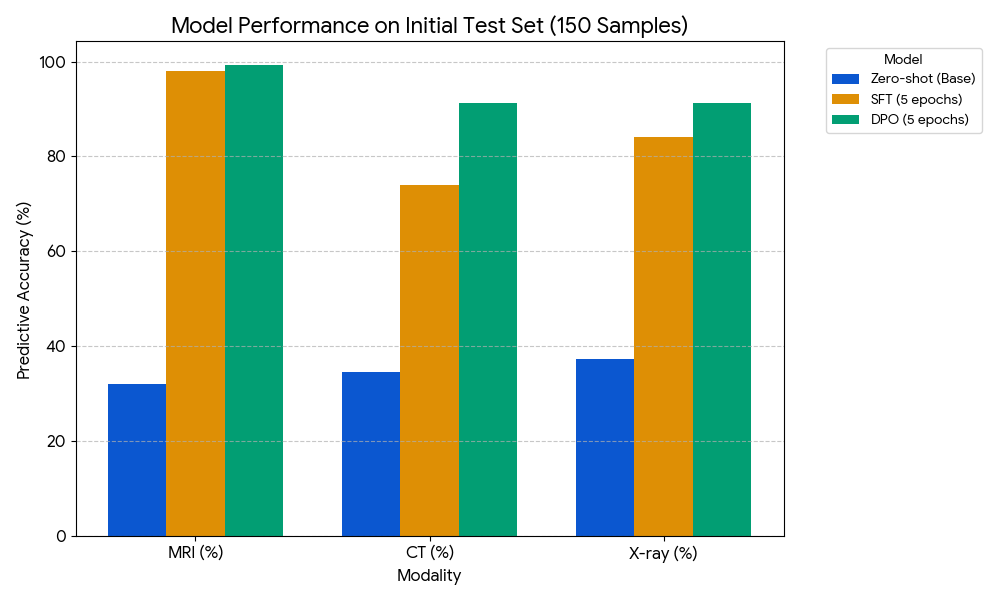 Model Performance on Initial Test Set (150 Samples)
Model
Zero-shot (Base)
SFT (5 epochs)
DPO (5 epochs)
Predictive Accuracy (%)
100
80
60
40
20
0
MRI (%)
CT (%)
X-ray (%)
Modality